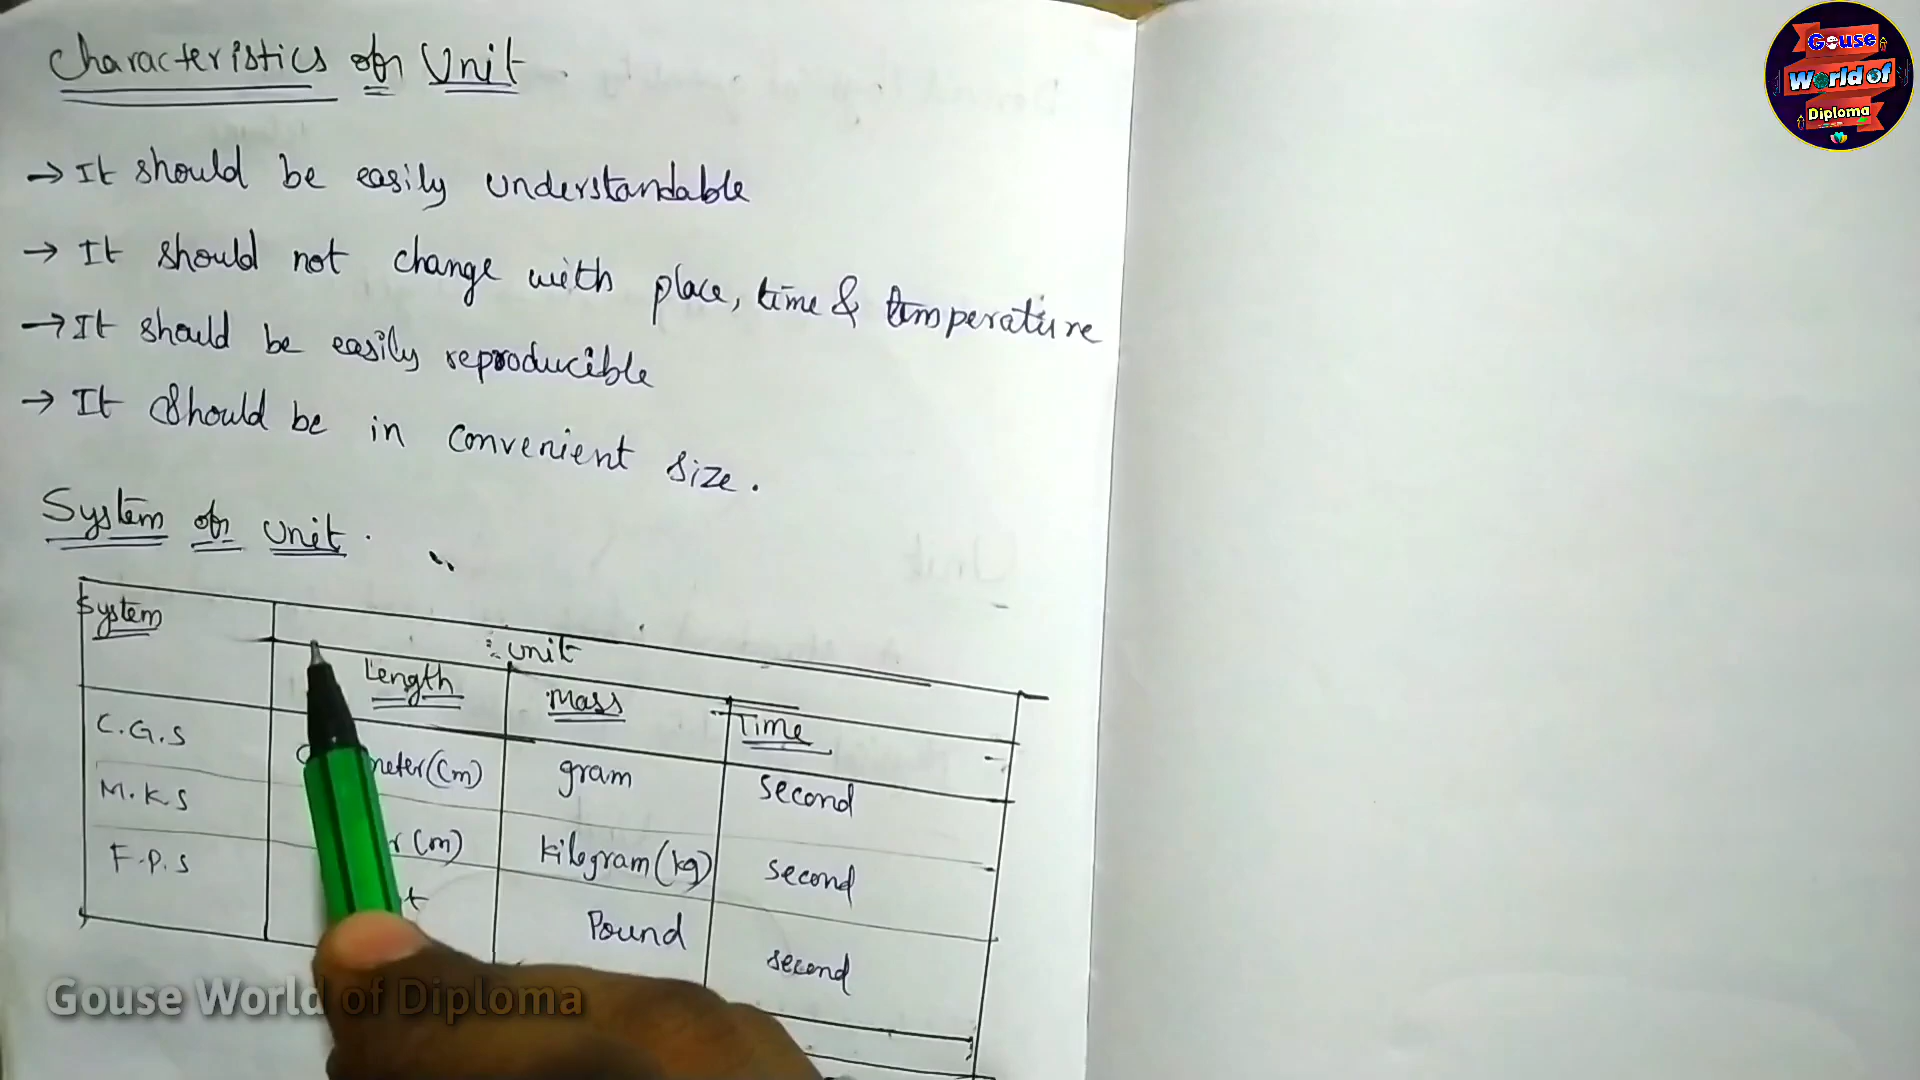 Characteristics of Unit
→ It should be easily understandable
→ It should not change with place, time & temperature
→ It should be easily reproducible
→ It should be in convenient size.
System of Unit
System
Unit
Length Mass Time
C.G.S meter(cm) gram second
M.K.S (m) kilogram(kg) second
F.P.S Pound second
Gouse World of Diploma
Gouse
World of
Diploma